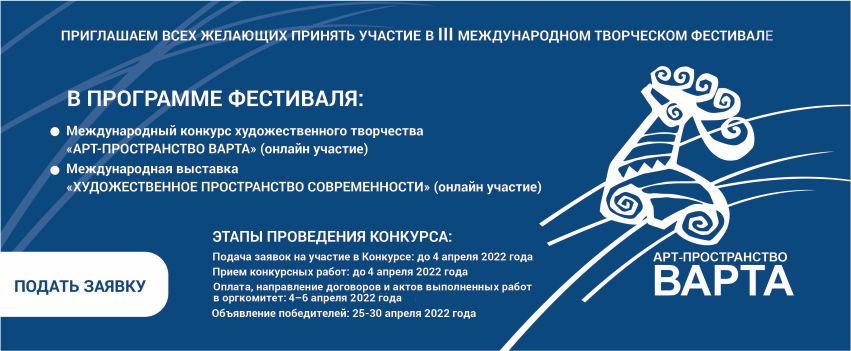 ПРИГЛАШАЕМ ВСЕХ ЖЕЛАЮЩИХ ПРИНЯТЬ УЧАСТИЕ В III МЕЖДУНАРОДНОМ ТВОРЧЕСКОМ ФЕСТИВАЛЕ
В ПРОГРАММЕ ФЕСТИВАЛЯ:
Международный конкурс художественного творчества
«АРТ-ПРОСТРАНСТВО ВАРТА» (онлайн участие)
Международная выставка
«ХУДОЖЕСТВЕННОЕ ПРОСТРАНСТВО СОВРЕМЕННОСТИ» (онлайн участие)
ЭТАПЫ ПРОВЕДЕНИЯ КОНКУРСА:
Подача заявок на участие в Конкурсе: до 4 апреля 2022 года
Прием конкурсных работ: до 4 апреля 2022 года
Оплата, направление договоров и актов выполненных работ
в оргкомитет: 4–6 апреля 2022 года
Объявление победителей: 25-30 апреля 2022 года
ПОДАТЬ ЗАЯВКУ
АРТ-ПРОСТРАНСТВО
ВАРТА